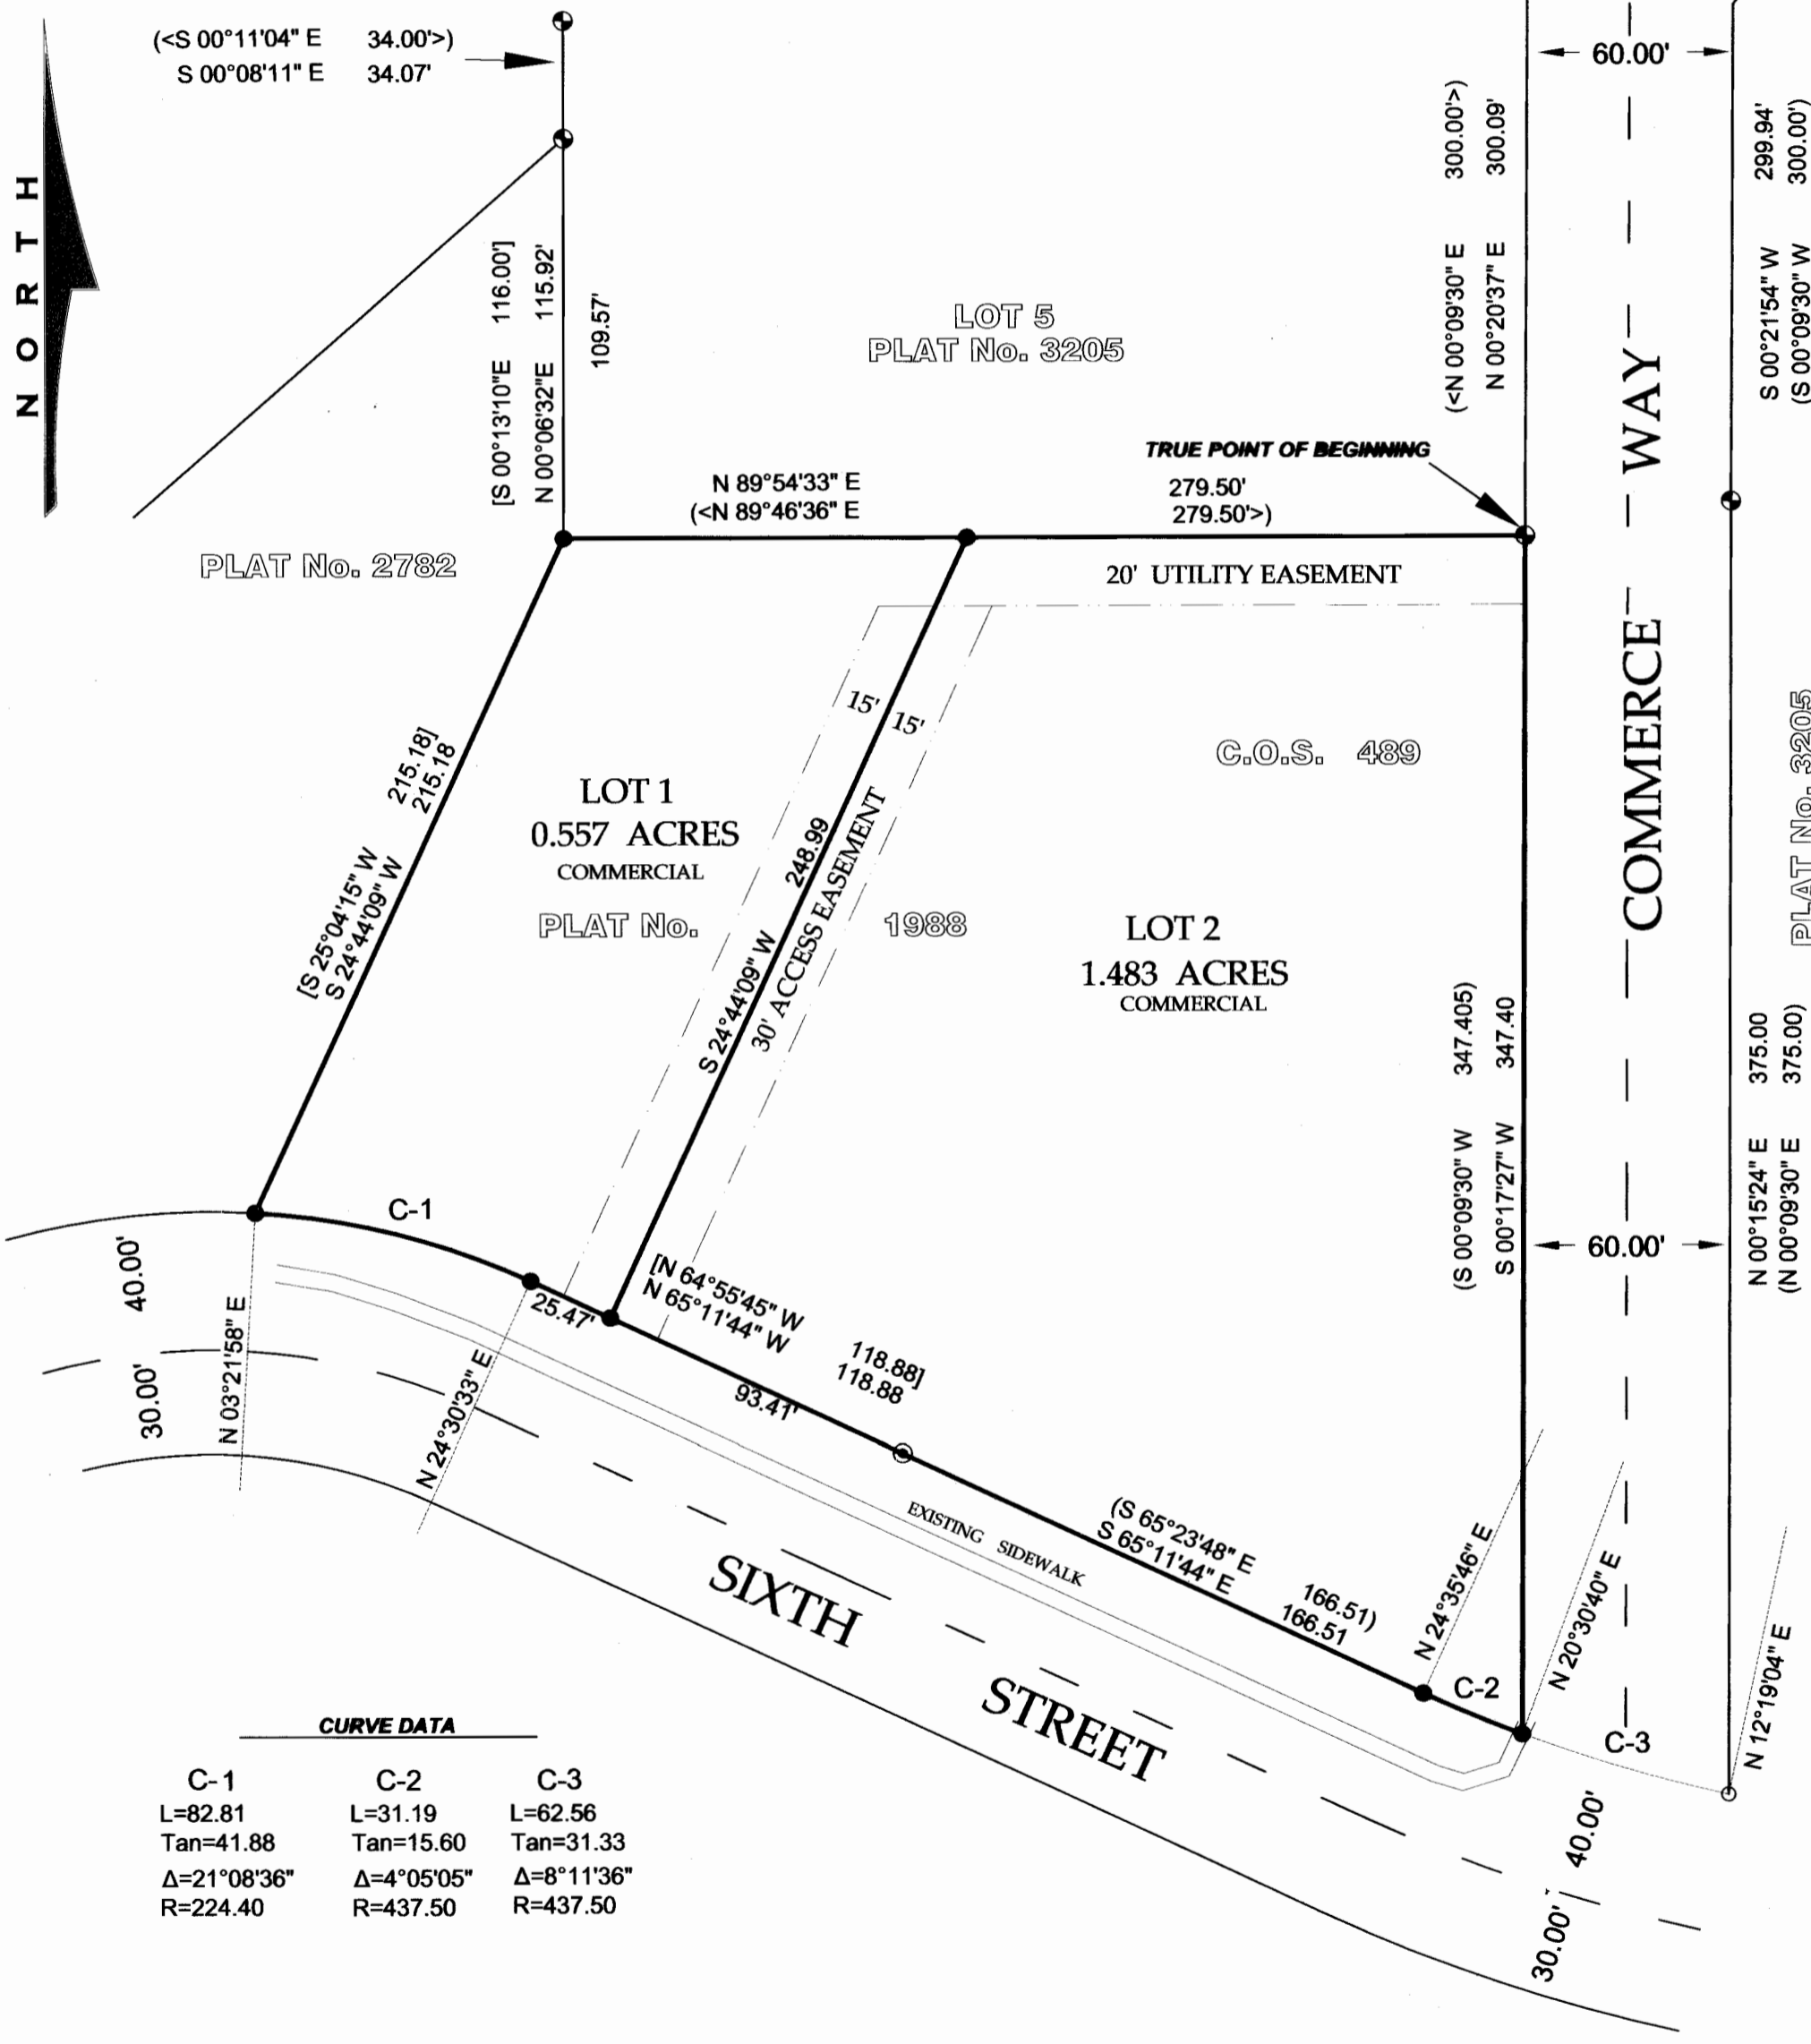 (<S 00°11'04" E 34.00'>)
S 00°08'11" E 34.07'
NORTH
[S 00°13'10"E 116.00']
N 00°06'32"E 115.92'
109.57'
LOT 5
PLAT No. 3205
(<N 00°09'30" E 300.00'>)
N 00°20'37" E 300.09'
60.00'
S 00°21'54" W 299.94'
(S 00°09'30" W 300.00')
TRUE POINT OF BEGINNING
N 89°54'33" E 279.50'
(<N 89°46'36" E 279.50'>)
PLAT No. 2782
20' UTILITY EASEMENT
15' 15'
C.O.S. 489
[S 25°04'15" W 215.18]
S 24°44'09" W 215.18
LOT 1
0.557 ACRES
COMMERCIAL
PLAT No. 1988
S 24°44'09" W 248.99
30' ACCESS EASEMENT
LOT 2
1.483 ACRES
COMMERCIAL
(S 00°09'30" W 347.405)
S 00°17'27" W 347.40
COMMERCE WAY
PLAT No. 3205
N 00°15'24" E 375.00
(N 00°09'30" E 375.00)
60.00'
C-1
40.00'
30.00'
N 03°21'58" E
N 24°30'33" E
25.47'
[N 64°55'45" W 118.88]
N 65°11'44" W 118.88
93.41'
EXISTING SIDEWALK
(S 65°23'48" E 166.51)
S 65°11'44" E 166.51
N 24°35'46" E
N 20°30'40" E
N 12°19'04" E
C-2
C-3
SIXTH STREET
40.00'
30.00'
CURVE DATA
C-1 C-2 C-3
L=82.81 L=31.19 L=62.56
Tan=41.88 Tan=15.60 Tan=31.33
Δ=21°08'36" Δ=4°05'05" Δ=8°11'36"
R=224.40 R=437.50 R=437.50